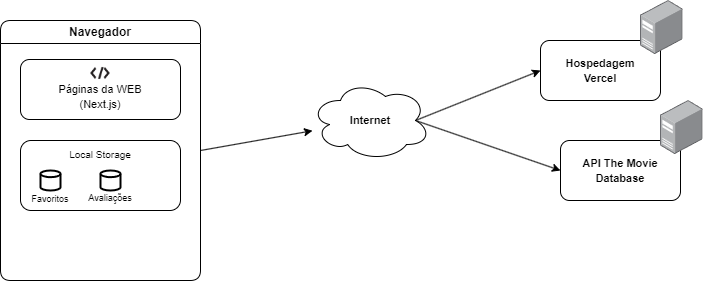 Navegador
</>
Páginas da WEB
(Next.js)
Local Storage
Favoritos
Avaliações
Internet
Hospedagem
Vercel
API The Movie
Database